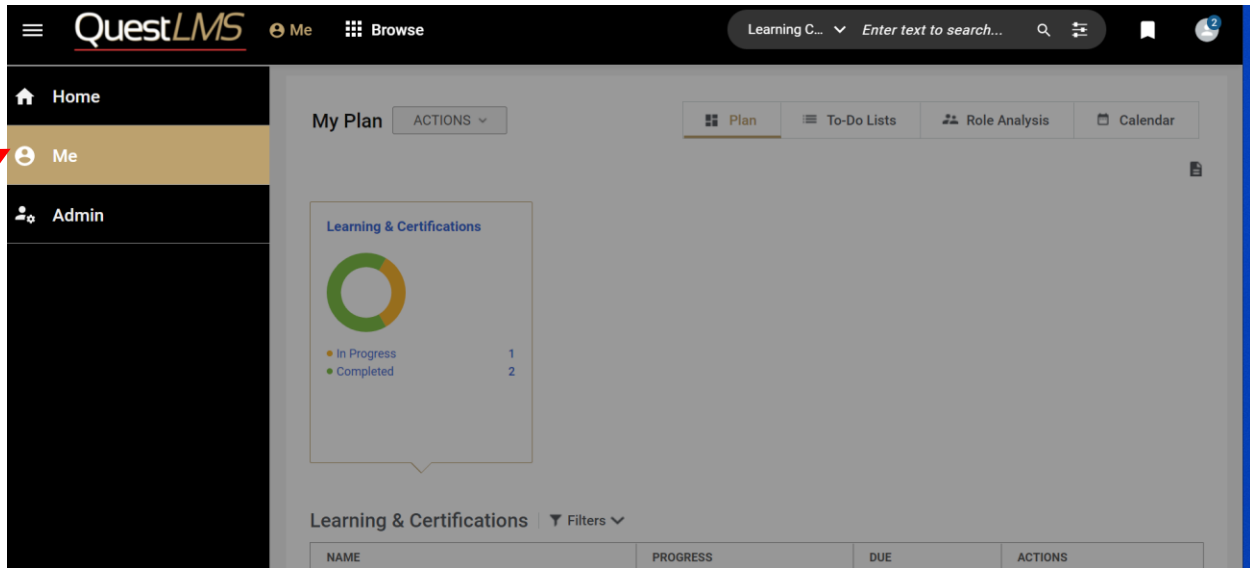 QuestLMS Me Browse Learning C... Enter text to search... 2
Home
Me
Admin
My Plan ACTIONS Plan To-Do Lists Role Analysis Calendar
Learning & Certifications
In Progress 1
Completed 2
Learning & Certifications Filters
NAME PROGRESS DUE ACTIONS